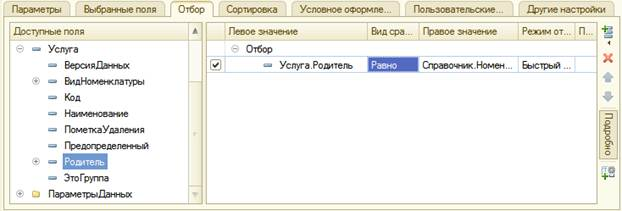 Параметры Выбранные поля Отбор Сортировка Условное оформле... Пользовательские... Другие настройки
Доступные поля
Услуга
ВерсияДанных
ВидНоменклатуры
Код
Наименование
ПометкаУдаления
Предопределенный
Родитель
ЭтоГруппа
ПараметрыДанных
Левое значение Вид сра... Правое значение Режим от... П...
Отбор
Услуга.Родитель Равно Справочник.Номен... Быстрый ...
Подробно